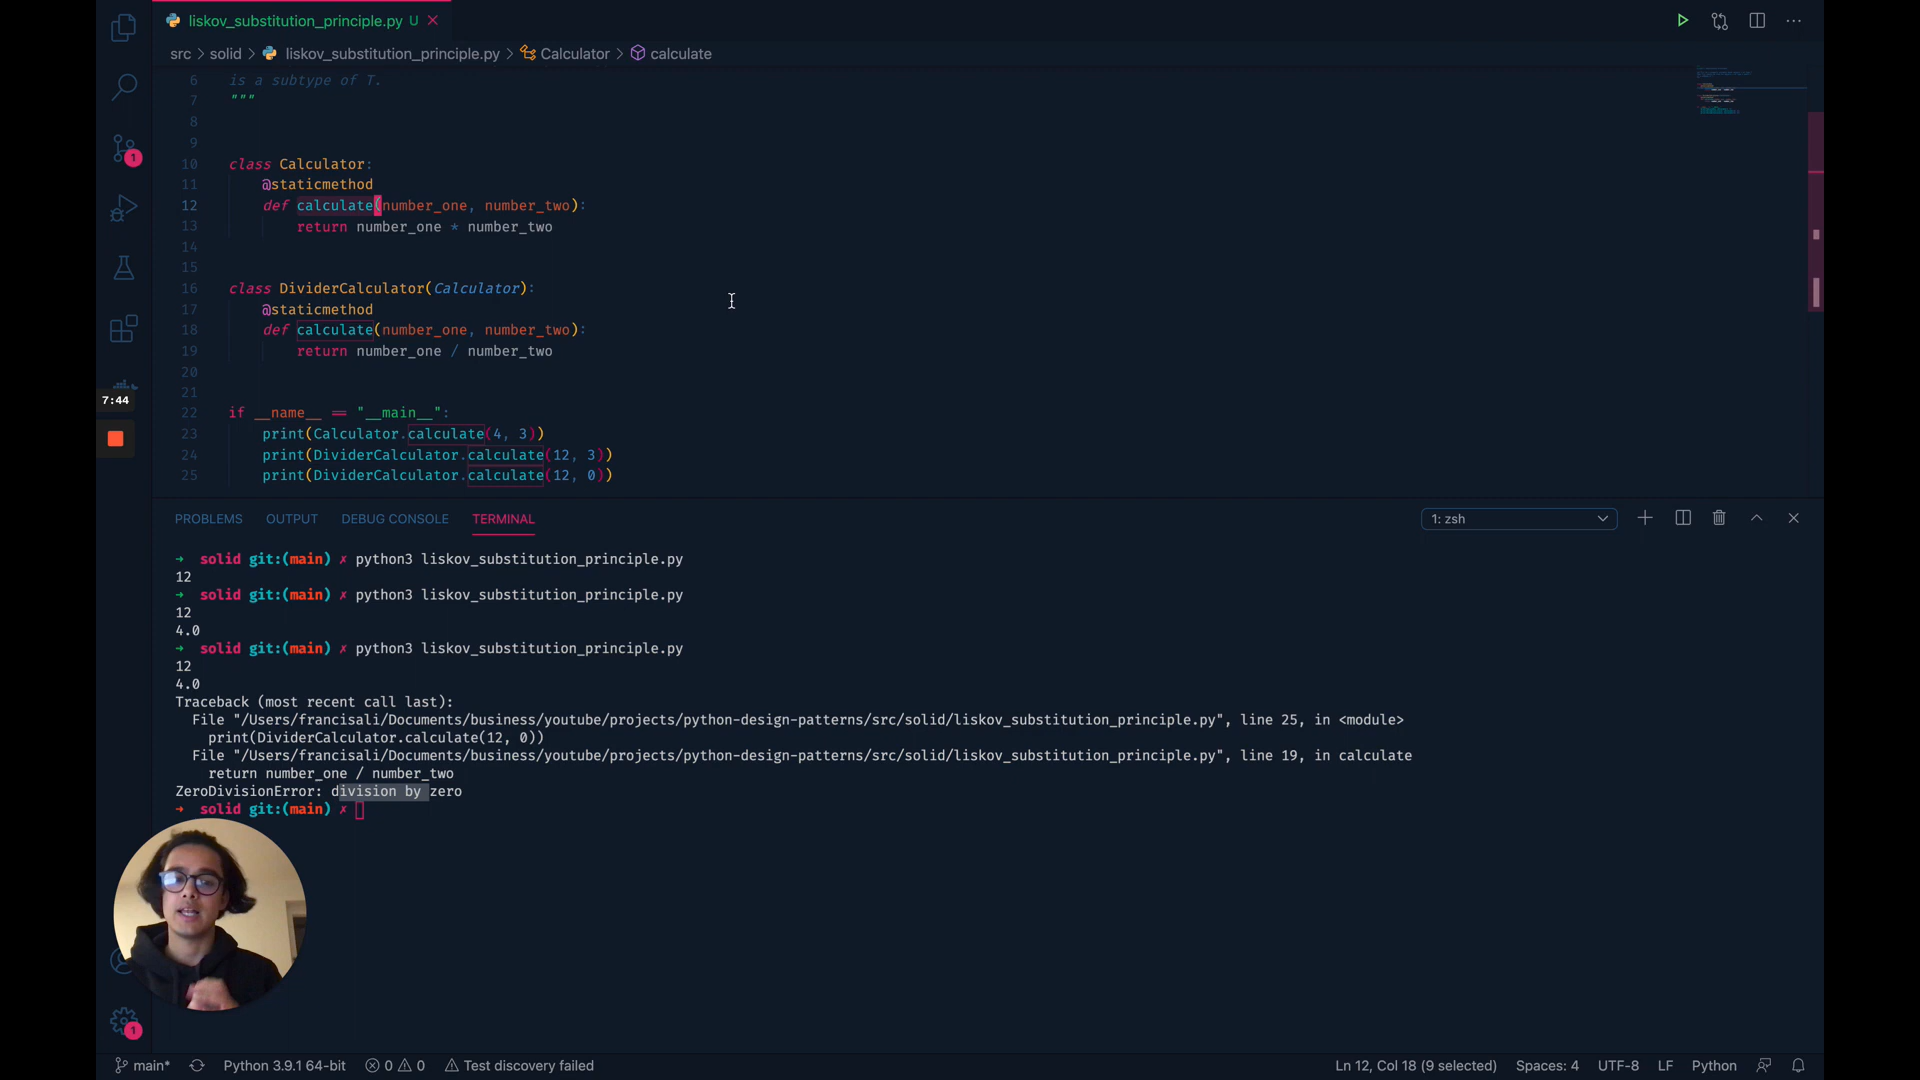 liskov_substitution_principle.py U
src > solid > liskov_substitution_principle.py > Calculator > calculate
6 is a subtype of T.
7 """
8
9
10 class Calculator:
11 @staticmethod
12 def calculate(number_one, number_two):
13 return number_one * number_two
14
15
16 class DividerCalculator(Calculator):
17 @staticmethod
18 def calculate(number_one, number_two):
19 return number_one / number_two
20
21
22 if __name__ == "__main__":
23 print(Calculator.calculate(4, 3))
24 print(DividerCalculator.calculate(12, 3))
25 print(DividerCalculator.calculate(12, 0))
1
7:44
PROBLEMS OUTPUT DEBUG CONSOLE TERMINAL 1: zsh
→ solid git:(main) ✗ python3 liskov_substitution_principle.py
12
→ solid git:(main) ✗ python3 liskov_substitution_principle.py
12
4.0
→ solid git:(main) ✗ python3 liskov_substitution_principle.py
12
4.0
Traceback (most recent call last):
File "/Users/francisali/Documents/business/youtube/projects/python-design-patterns/src/solid/liskov_substitution_principle.py", line 25, in <module>
print(DividerCalculator.calculate(12, 0))
File "/Users/francisali/Documents/business/youtube/projects/python-design-patterns/src/solid/liskov_substitution_principle.py", line 19, in calculate
return number_one / number_two
ZeroDivisionError: division by zero
→ solid git:(main) ✗
1
main* Python 3.9.1 64-bit 0 0 Test discovery failed Ln 12, Col 18 (9 selected) Spaces: 4 UTF-8 LF Python